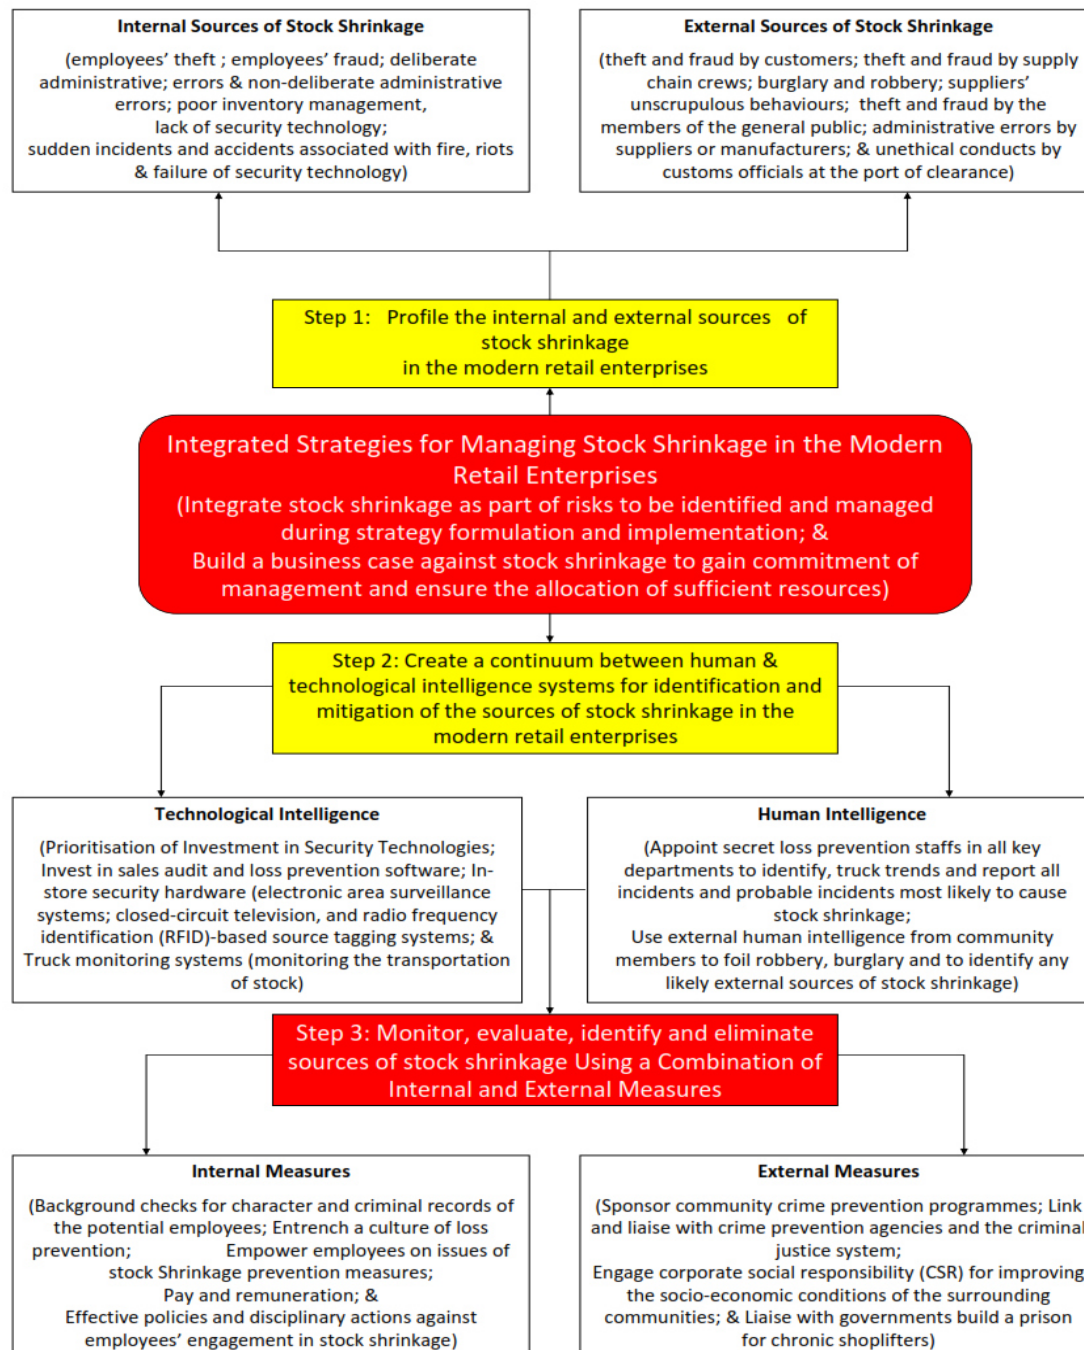 Internal Sources of Stock Shrinkage
(employees’ theft ; employees’ fraud; deliberate
administrative; errors & non-deliberate administrative
errors; poor inventory management,
lack of security technology;
sudden incidents and accidents associated with fire, riots
& failure of security technology)
External Sources of Stock Shrinkage
(theft and fraud by customers; theft and fraud by supply
chain crews; burglary and robbery; suppliers’
unscrupulous behaviours; theft and fraud by the
members of the general public; administrative errors by
suppliers or manufacturers; & unethical conducts by
customs officials at the port of clearance)
Step 1: Profile the internal and external sources of
stock shrinkage
in the modern retail enterprises
Integrated Strategies for Managing Stock Shrinkage in the Modern
Retail Enterprises
(Integrate stock shrinkage as part of risks to be identified and managed
during strategy formulation and implementation; &
Build a business case against stock shrinkage to gain commitment of
management and ensure the allocation of sufficient resources)
Step 2: Create a continuum between human &
technological intelligence systems for identification and
mitigation of the sources of stock shrinkage in the
modern retail enterprises
Technological Intelligence
(Prioritisation of Investment in Security Technologies;
Invest in sales audit and loss prevention software; In-
store security hardware (electronic area surveillance
systems; closed-circuit television, and radio frequency
identification (RFID)-based source tagging systems; &
Truck monitoring systems (monitoring the transportation
of stock)
Human Intelligence
(Appoint secret loss prevention staffs in all key
departments to identify, truck trends and report all
incidents and probable incidents most likely to cause
stock shrinkage;
Use external human intelligence from community
members to foil robbery, burglary and to identify any
likely external sources of stock shrinkage)
Step 3: Monitor, evaluate, identify and eliminate
sources of stock shrinkage Using a Combination of
Internal and External Measures
Internal Measures
(Background checks for character and criminal records of
the potential employees; Entrench a culture of loss
prevention; Empower employees on issues of
stock Shrinkage prevention measures;
Pay and remuneration; &
Effective policies and disciplinary actions against
employees’ engagement in stock shrinkage)
External Measures
(Sponsor community crime prevention programmes; Link
and liaise with crime prevention agencies and the criminal
justice system;
Engage corporate social responsibility (CSR) for improving
the socio-economic conditions of the surrounding
communities; & Liaise with governments build a prison
for chronic shoplifters)